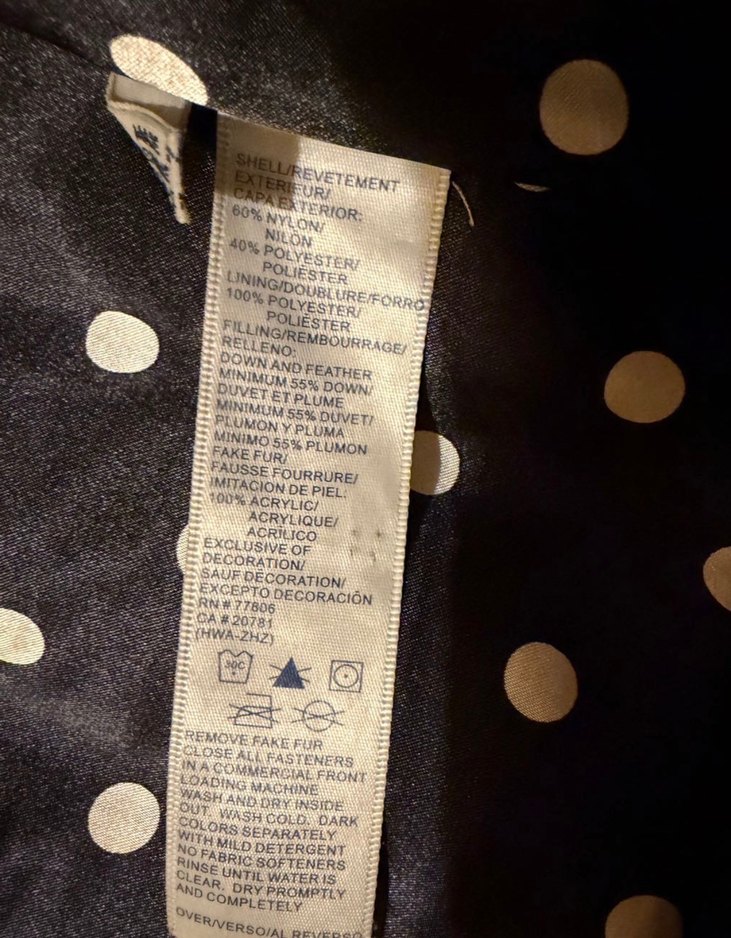 SHELL/REVETEMENT
EXTERIEUR/
CAPA EXTERIOR:
60% NYLON/
NILON
40% POLYESTER/
POLIÉSTER
LINING/DOUBLURE/FORRO
100% POLYESTER/
POLIÉSTER
FILLING/REMBOURRAGE/
RELLENO:
DOWN AND FEATHER
MINIMUM 55% DOWN/
DUVET ET PLUME
MINIMUM 55% DUVET/
PLUMON Y PLUMA
MINIMO 55% PLUMON
FAKE FUR/
FAUSSE FOURRURE/
IMITACION DE PIEL:
100% ACRYLIC/
ACRYLIQUE/
ACRÍLICO
EXCLUSIVE OF
DECORATION/
SAUF DÉCORATION/
EXCEPTO DECORACIÓN
RN # 77806
CA # 20781
(HWA-ZHZ)
30C
REMOVE FAKE FUR
CLOSE ALL FASTENERS
IN A COMMERCIAL FRONT
LOADING MACHINE
WASH AND DRY INSIDE
OUT. WASH COLD. DARK
COLORS SEPARATELY
WITH MILD DETERGENT
NO FABRIC SOFTENERS
RINSE UNTIL WATER IS
CLEAR. DRY PROMPTLY
AND COMPLETELY
OVER/VERSO/AL REVERSO